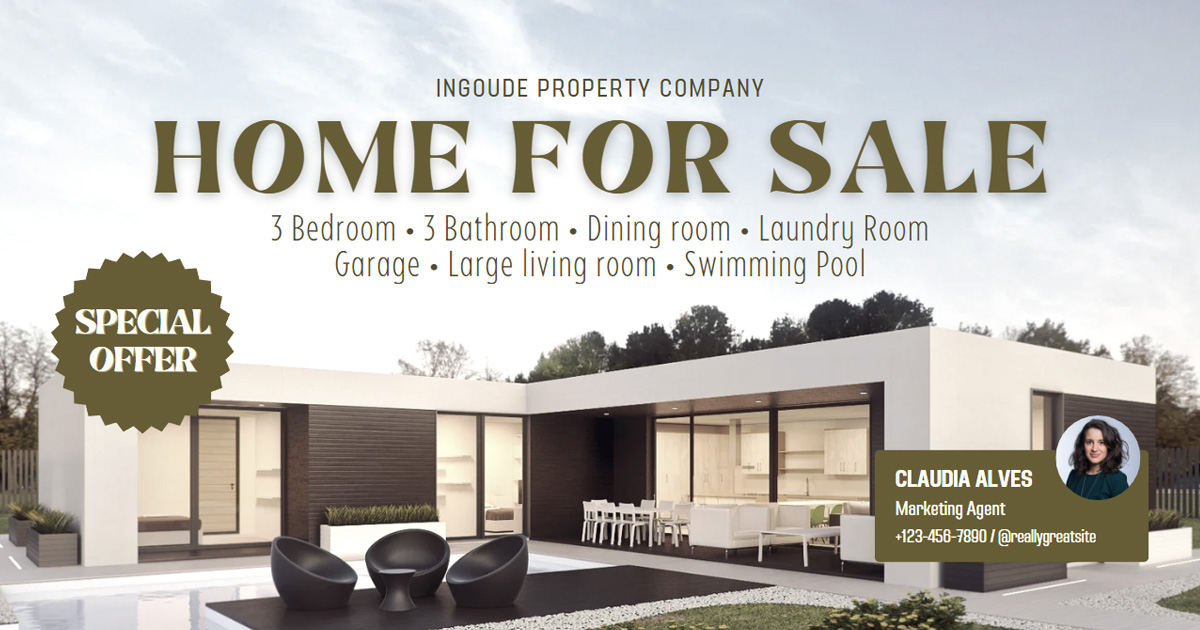 INGOUDE PROPERTY COMPANY
HOME FOR SALE
3 Bedroom • 3 Bathroom • Dining room • Laundry Room
Garage • Large living room • Swimming Pool
SPECIAL
OFFER
CLAUDIA ALVES
Marketing Agent
+123-456-7890 / @reallygreatsite